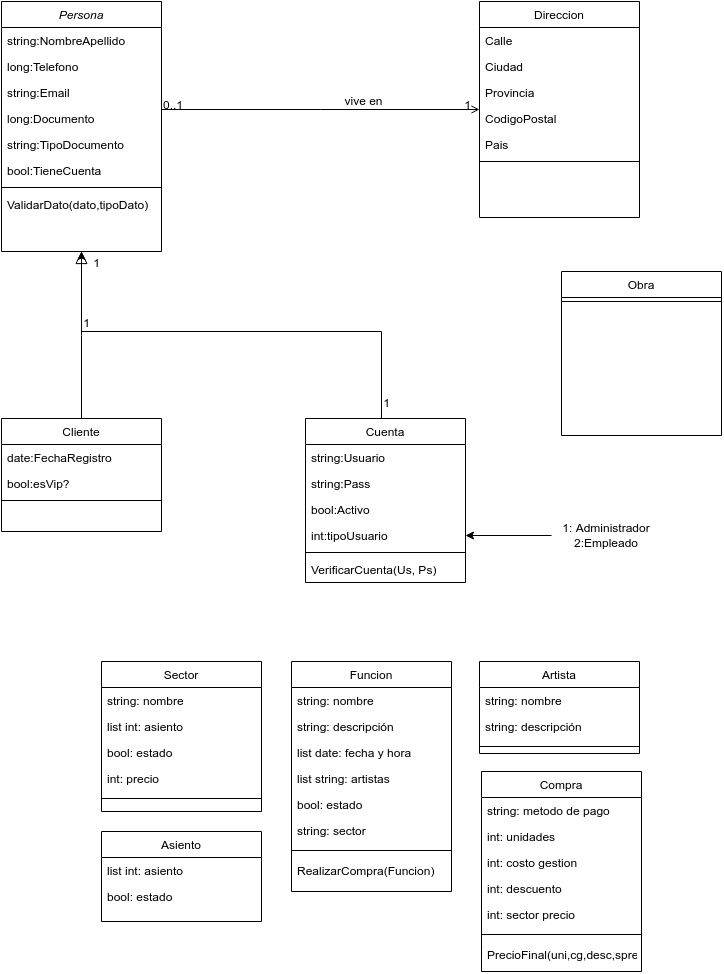 Persona
string:NombreApellido
long:Telefono
string:Email
long:Documento
string:TipoDocumento
bool:TieneCuenta
ValidarDato(dato,tipoDato)
0..1
vive en
1
Direccion
Calle
Ciudad
Provincia
CodigoPostal
Pais
1
1
1
Obra
Cliente
date:FechaRegistro
bool:esVip?
Cuenta
string:Usuario
string:Pass
bool:Activo
int:tipoUsuario
VerificarCuenta(Us, Ps)
1: Administrador
2:Empleado
Sector
string: nombre
list int: asiento
bool: estado
int: precio
Asiento
list int: asiento
bool: estado
Funcion
string: nombre
string: descripción
list date: fecha y hora
list string: artistas
bool: estado
string: sector
RealizarCompra(Funcion)
Artista
string: nombre
string: descripción
Compra
string: metodo de pago
int: unidades
int: costo gestion
int: descuento
int: sector precio
PrecioFinal(uni,cg,desc,spre